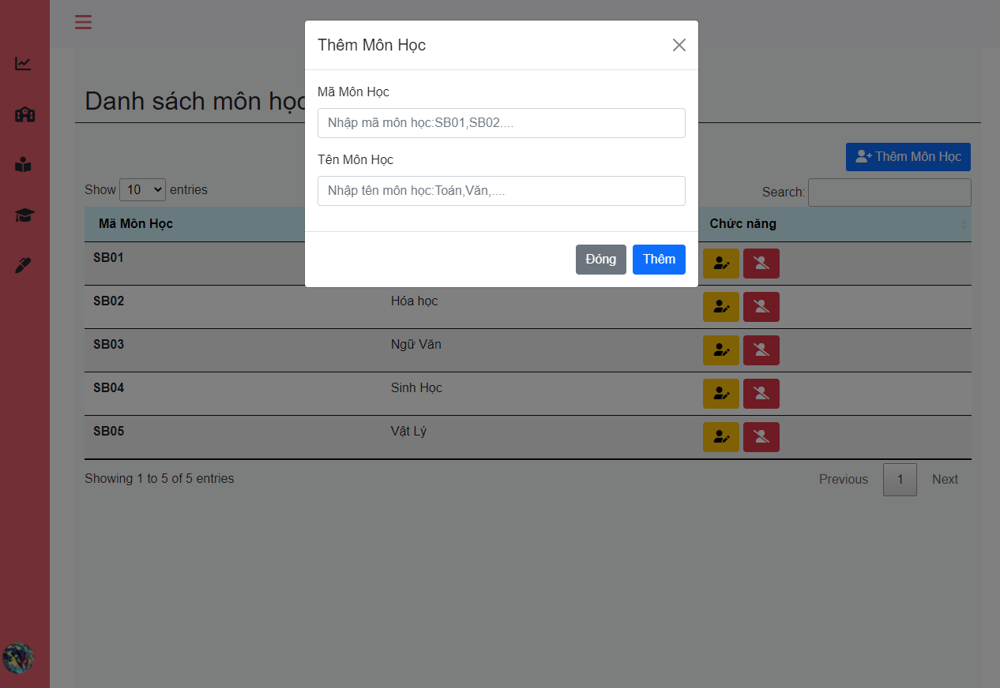 Thêm Môn Học
Mã Môn Học
Nhập mã môn học:SB01,SB02....
Tên Môn Học
Nhập tên môn học:Toán,Văn,....
Đóng
Thêm
Danh sách môn học
Thêm Môn Học
Show 10 entries
Search:
Mã Môn Học
Chức năng
SB01
SB02 Hóa học
SB03 Ngữ Văn
SB04 Sinh Học
SB05 Vật Lý
Showing 1 to 5 of 5 entries
Previous 1 Next